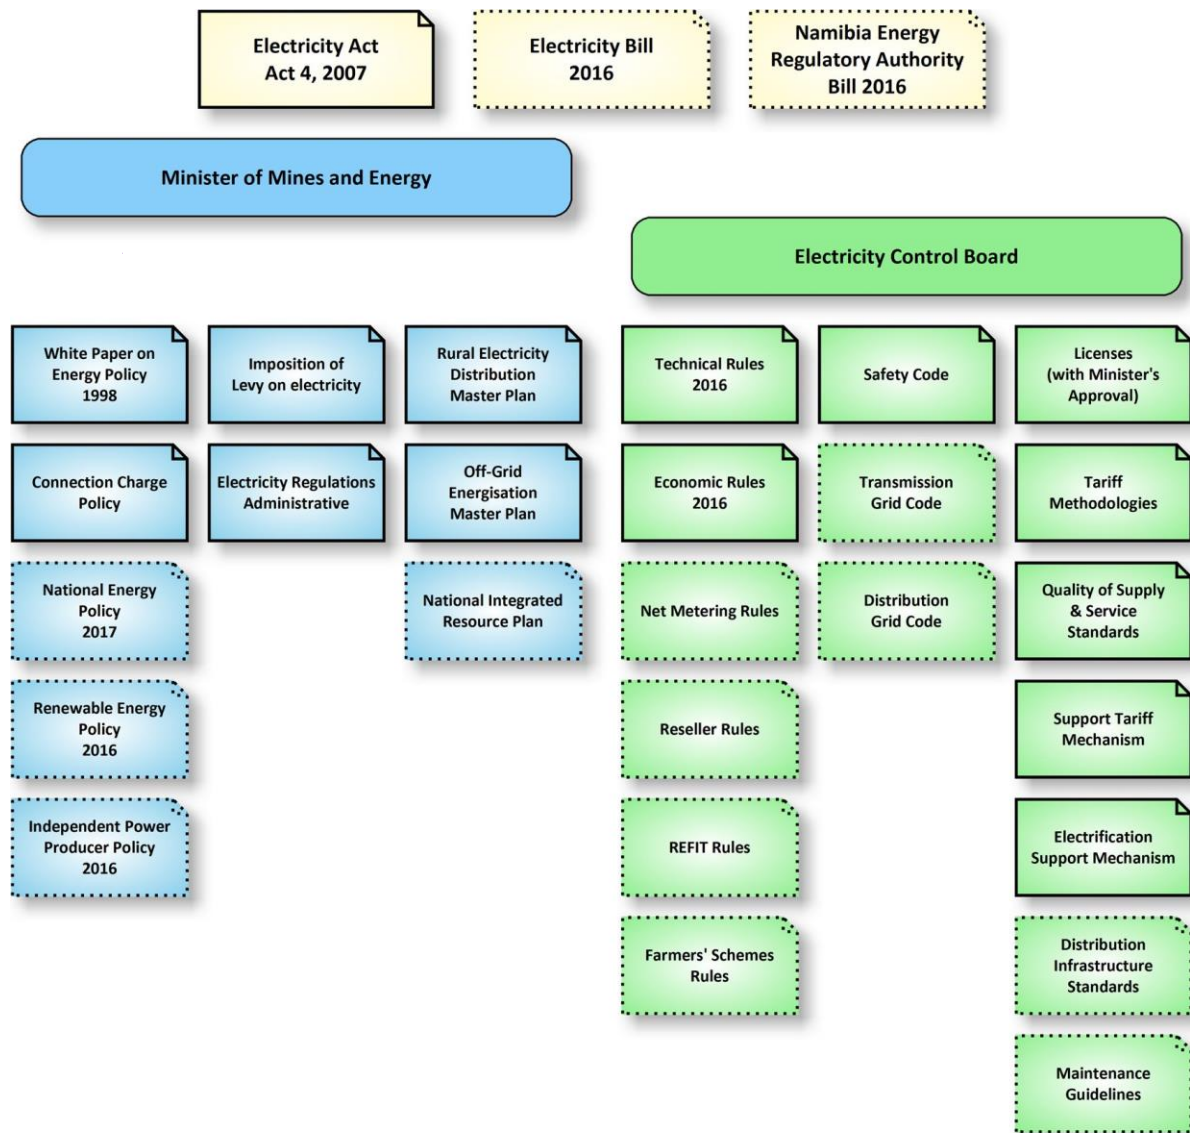 Electricity Act
Act 4, 2007
Electricity Bill
2016
Namibia Energy
Regulatory Authority
Bill 2016
Minister of Mines and Energy
Electricity Control Board
White Paper on
Energy Policy
1998
Imposition of
Levy on electricity
Rural Electricity
Distribution
Master Plan
Technical Rules
2016
Safety Code
Licenses
(with Minister's
Approval)
Connection Charge
Policy
Electricity Regulations
Administrative
Off-Grid
Energisation
Master Plan
Economic Rules
2016
Transmission
Grid Code
Tariff
Methodologies
National Energy
Policy
2017
National Integrated
Resource Plan
Net Metering Rules
Distribution
Grid Code
Quality of Supply
& Service
Standards
Renewable Energy
Policy
2016
Reseller Rules
Support Tariff
Mechanism
Independent Power
Producer Policy
2016
REFIT Rules
Electrification
Support Mechanism
Farmers' Schemes
Rules
Distribution
Infrastructure
Standards
Maintenance
Guidelines